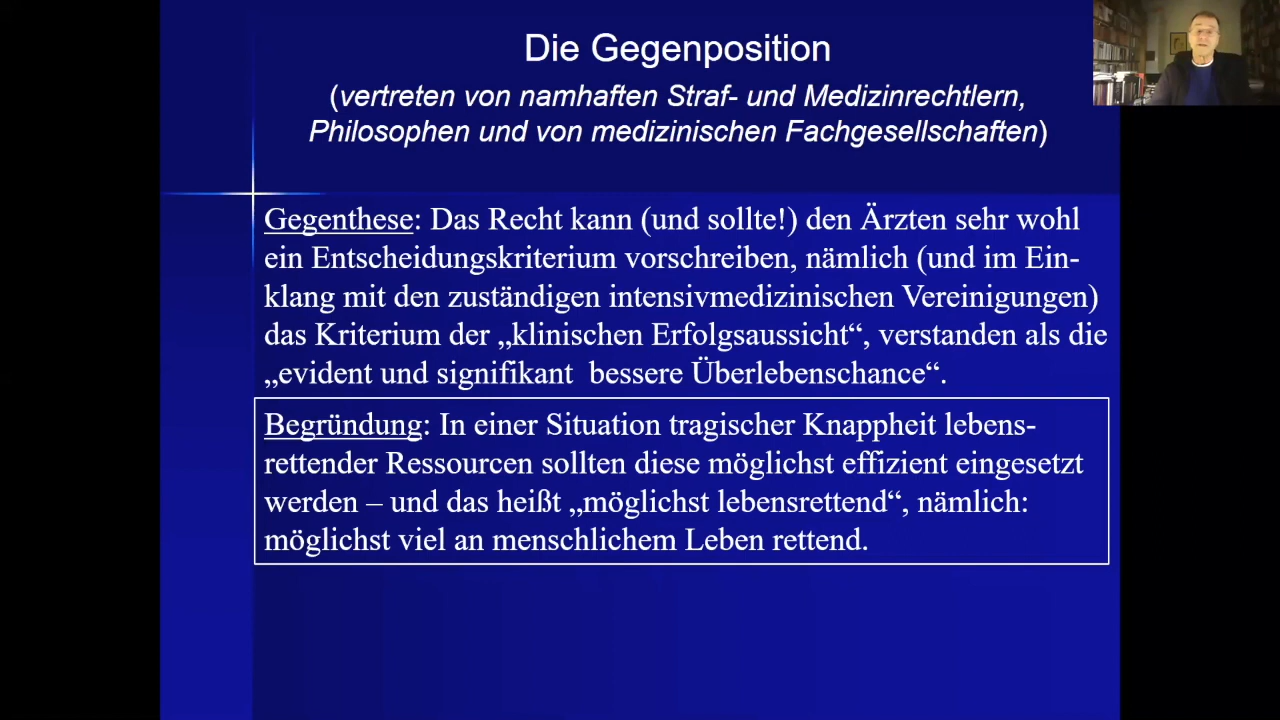 Die Gegenposition
(vertreten von namhaften Straf- und Medizinrechtlern,
Philosophen und von medizinischen Fachgesellschaften)
Gegenthese: Das Recht kann (und sollte!) den Ärzten sehr wohl
ein Entscheidungskriterium vorschreiben, nämlich (und im Ein-
klang mit den zuständigen intensivmedizinischen Vereinigungen)
das Kriterium der „klinischen Erfolgsaussicht“, verstanden als die
„evident und signifikant  bessere Überlebenschance“.
Begründung: In einer Situation tragischer Knappheit lebens-
rettender Ressourcen sollten diese möglichst effizient eingesetzt
werden – und das heißt „möglichst lebensrettend“, nämlich:
möglichst viel an menschlichem Leben rettend.